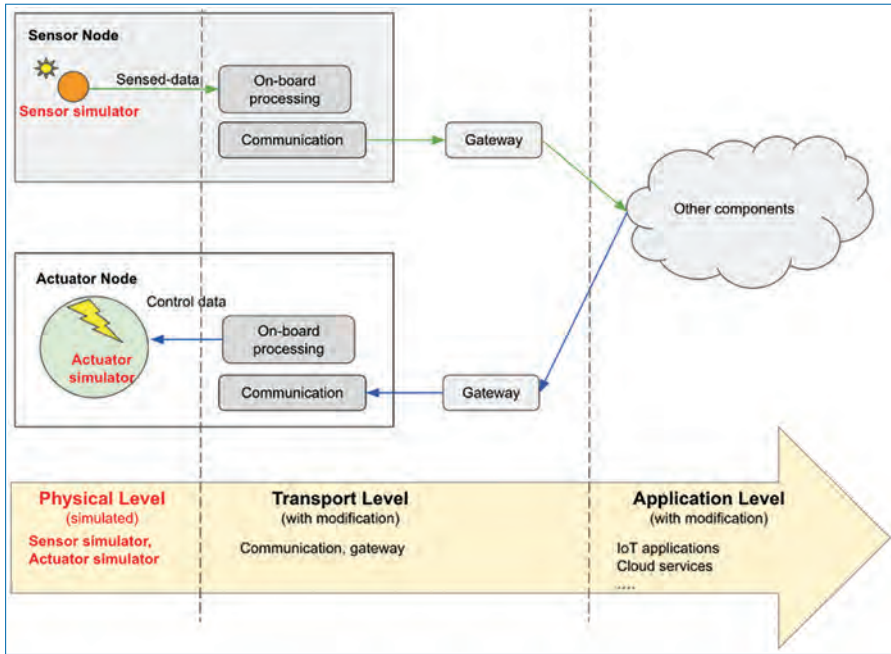 Sensor Node
Sensed-data
On-board
processing
Sensor simulator
Communication
Gateway
Other components
Actuator Node
Control data
On-board
processing
Actuator
simulator
Communication
Gateway
Physical Level
(simulated)
Sensor simulator,
Actuator simulator
Transport Level
(with modification)
Communication, gateway
Application Level
(with modification)
IoT applications
Cloud services
.....